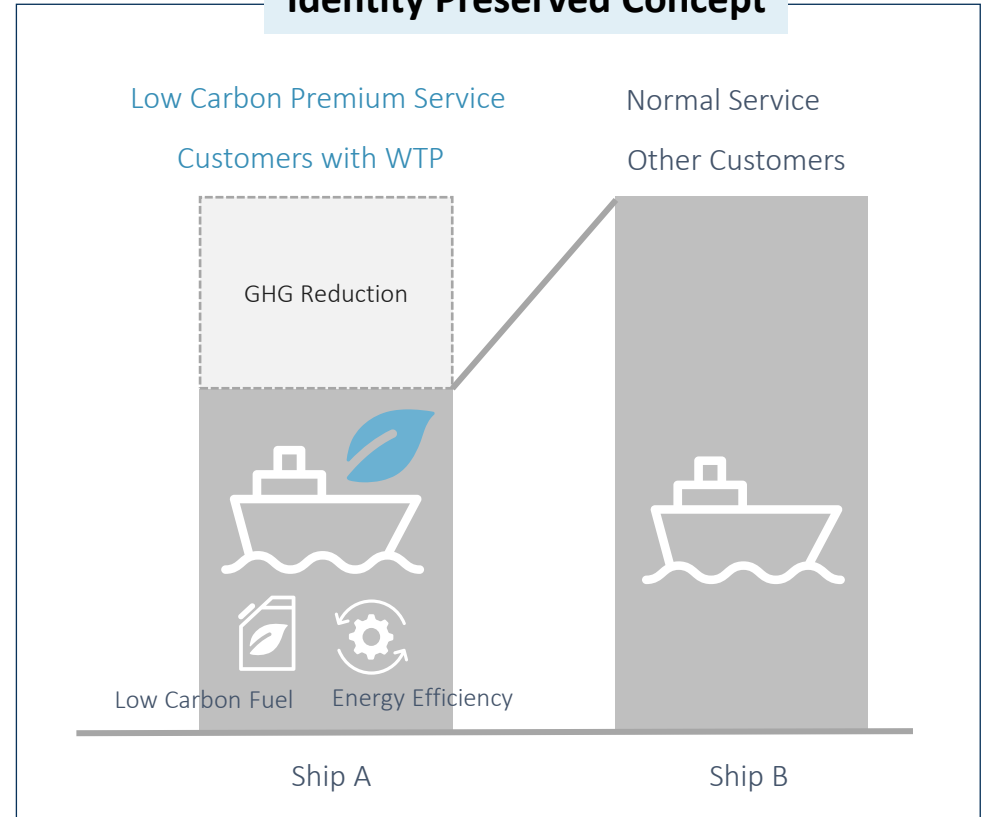 Identity Preserved Concept
Low Carbon Premium Service
Normal Service
Customers with WTP
Other Customers
GHG Reduction
Low Carbon Fuel
Energy Efficiency
Ship A
Ship B